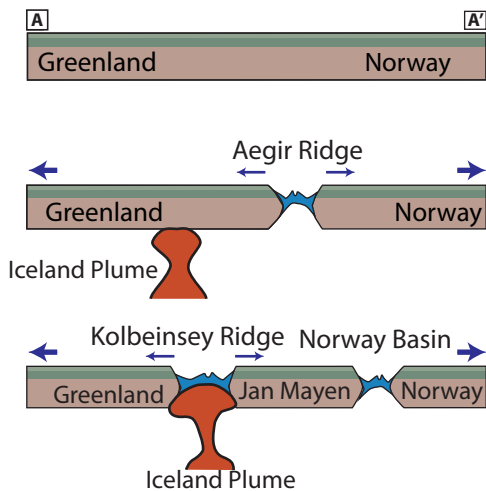 A A'
Greenland Norway
Aegir Ridge
Greenland Norway
Iceland Plume
Kolbeinsey Ridge Norway Basin
Greenland Jan Mayen Norway
Iceland Plume